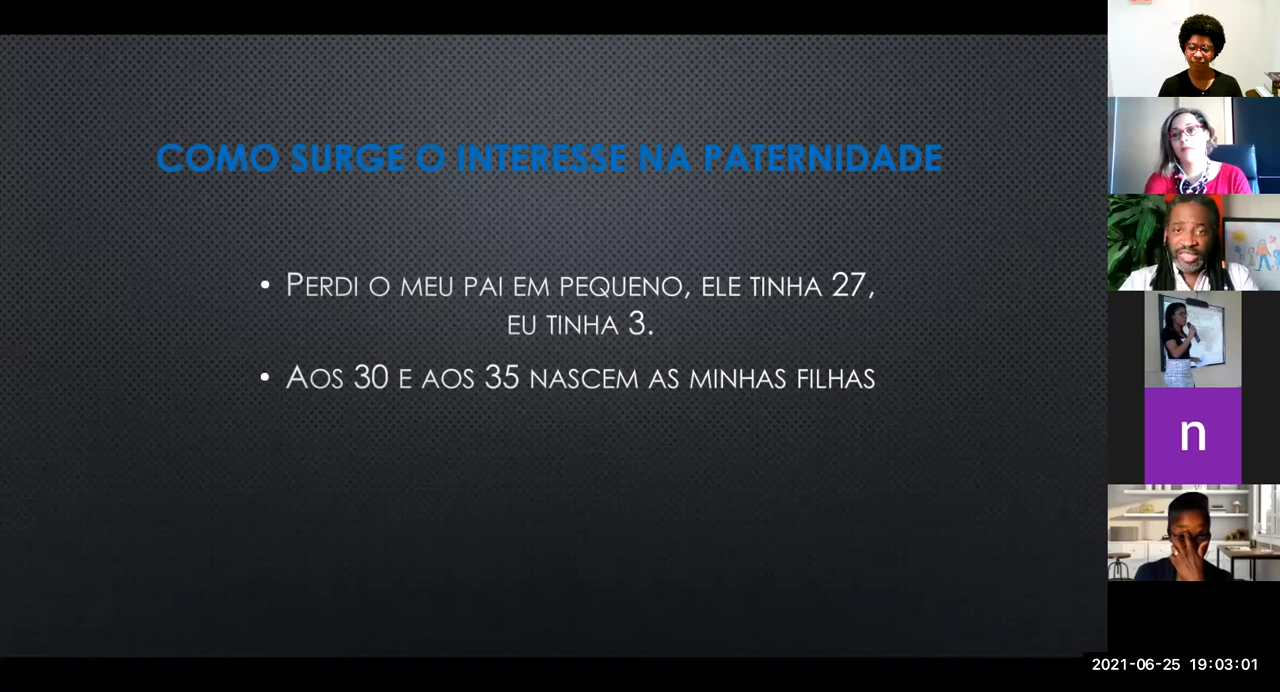 COMO SURGE O INTERESSE NA PATERNIDADE
• PERDI O MEU PAI EM PEQUENO, ELE TINHA 27,
EU TINHA 3.
• AOS 30 E AOS 35 NASCEM AS MINHAS FILHAS
n
2021-06-25 19:03:01